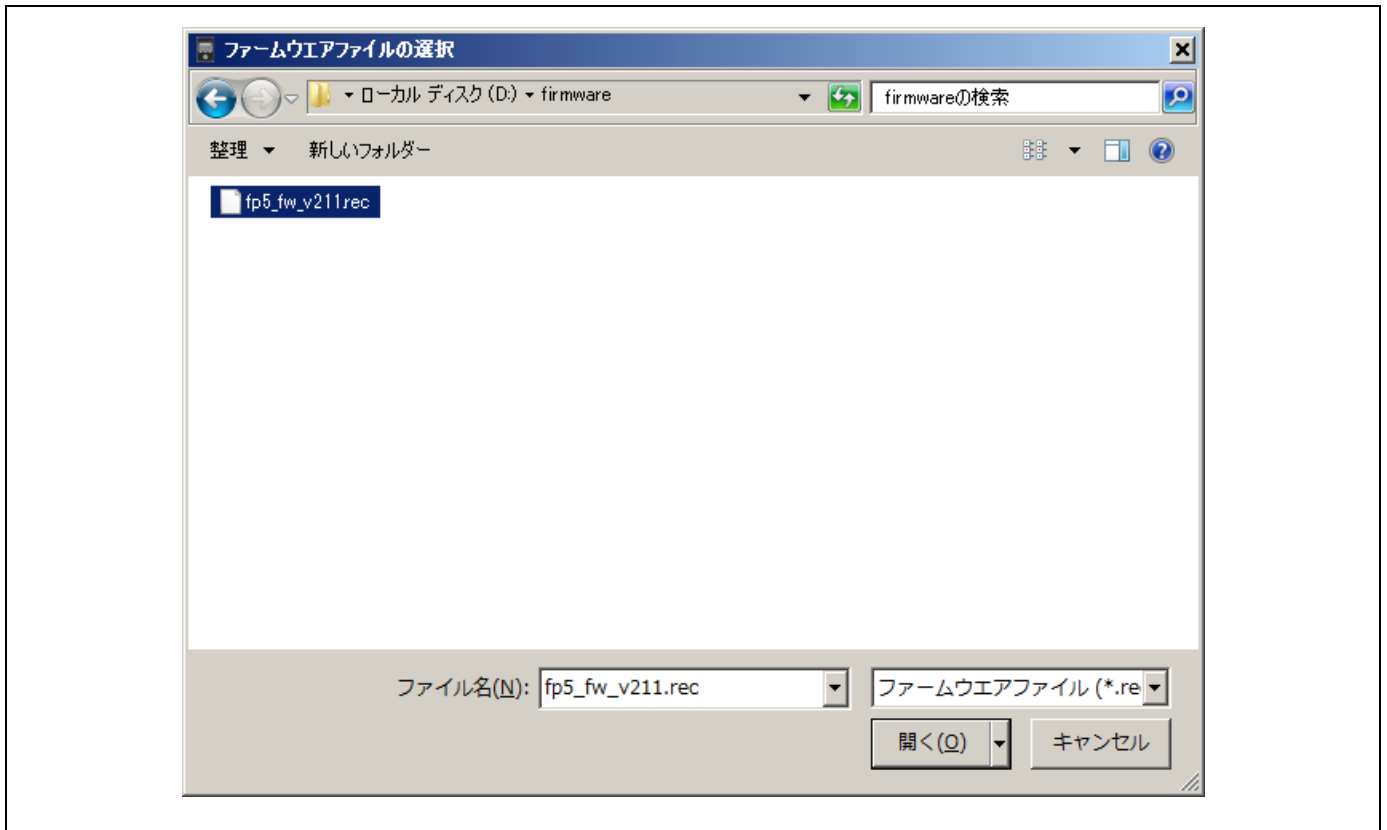 ファームウエアファイルの選択
ローカル ディスク (D:) firmware
firmwareの検索
整理 新しいフォルダー
fp5_fw_v211.rec
ファイル名(N): fp5_fw_v211.rec
ファームウエアファイル (*.re
開く(O) キャンセル